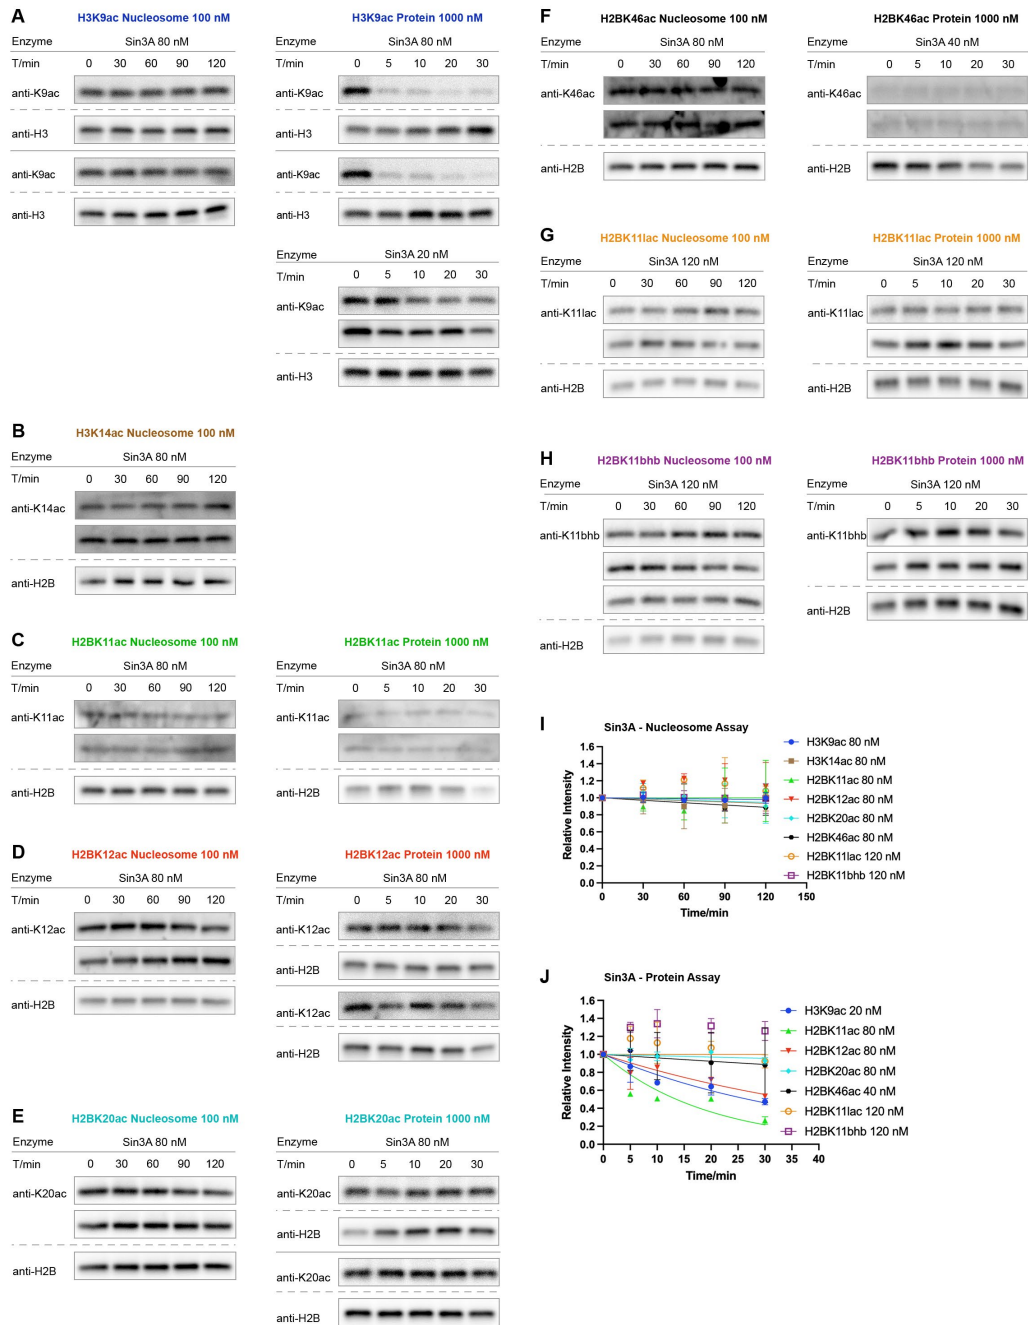 A
H3K9ac Nucleosome 100 nM
Enzyme Sin3A 80 nM
T/min 0 30 60 90 120
anti-K9ac
anti-H3
anti-K9ac
anti-H3
H3K9ac Protein 1000 nM
Enzyme Sin3A 80 nM
T/min 0 5 10 20 30
anti-K9ac
anti-H3
anti-K9ac
anti-H3
Enzyme Sin3A 20 nM
T/min 0 5 10 20 30
anti-K9ac
anti-H3
B
H3K14ac Nucleosome 100 nM
Enzyme Sin3A 80 nM
T/min 0 30 60 90 120
anti-K14ac
anti-H2B
C
H2BK11ac Nucleosome 100 nM
Enzyme Sin3A 80 nM
T/min 0 30 60 90 120
anti-K11ac
anti-H2B
H2BK11ac Protein 1000 nM
Enzyme Sin3A 80 nM
T/min 0 5 10 20 30
anti-K11ac
anti-H2B
D
H2BK12ac Nucleosome 100 nM
Enzyme Sin3A 80 nM
T/min 0 30 60 90 120
anti-K12ac
anti-H2B
H2BK12ac Protein 1000 nM
Enzyme Sin3A 80 nM
T/min 0 5 10 20 30
anti-K12ac
anti-H2B
anti-K12ac
anti-H2B
E
H2BK20ac Nucleosome 100 nM
Enzyme Sin3A 80 nM
T/min 0 30 60 90 120
anti-K20ac
anti-H2B
H2BK20ac Protein 1000 nM
Enzyme Sin3A 80 nM
T/min 0 5 10 20 30
anti-K20ac
anti-H2B
anti-K20ac
anti-H2B
F
H2BK46ac Nucleosome 100 nM
Enzyme Sin3A 80 nM
T/min 0 30 60 90 120
anti-K46ac
anti-H2B
H2BK46ac Protein 1000 nM
Enzyme Sin3A 40 nM
T/min 0 5 10 20 30
anti-K46ac
anti-H2B
G
H2BK11lac Nucleosome 100 nM
Enzyme Sin3A 120 nM
T/min 0 30 60 90 120
anti-K11lac
anti-H2B
H2BK11lac Protein 1000 nM
Enzyme Sin3A 120 nM
T/min 0 5 10 20 30
anti-K11lac
anti-H2B
H
H2BK11bhb Nucleosome 100 nM
Enzyme Sin3A 120 nM
T/min 0 30 60 90 120
anti-K11bhb
anti-H2B
H2BK11bhb Protein 1000 nM
Enzyme Sin3A 120 nM
T/min 0 5 10 20 30
anti-K11bhb
anti-H2B
I
Sin3A - Nucleosome Assay
Relative Intensity
1.6
1.4
1.2
1.0
0.8
0.6
0.4
0.2
0.0
0 30 60 90 120 150
Time/min
H3K9ac 80 nM
H3K14ac 80 nM
H2BK11ac 80 nM
H2BK12ac 80 nM
H2BK20ac 80 nM
H2BK46ac 80 nM
H2BK11lac 120 nM
H2BK11bhb 120 nM
J
Sin3A - Protein Assay
Relative Intensity
1.6
1.4
1.2
1.0
0.8
0.6
0.4
0.2
0.0
0 5 10 15 20 25 30 35 40
Time/min
H3K9ac 20 nM
H2BK11ac 80 nM
H2BK12ac 80 nM
H2BK20ac 80 nM
H2BK46ac 40 nM
H2BK11lac 120 nM
H2BK11bhb 120 nM